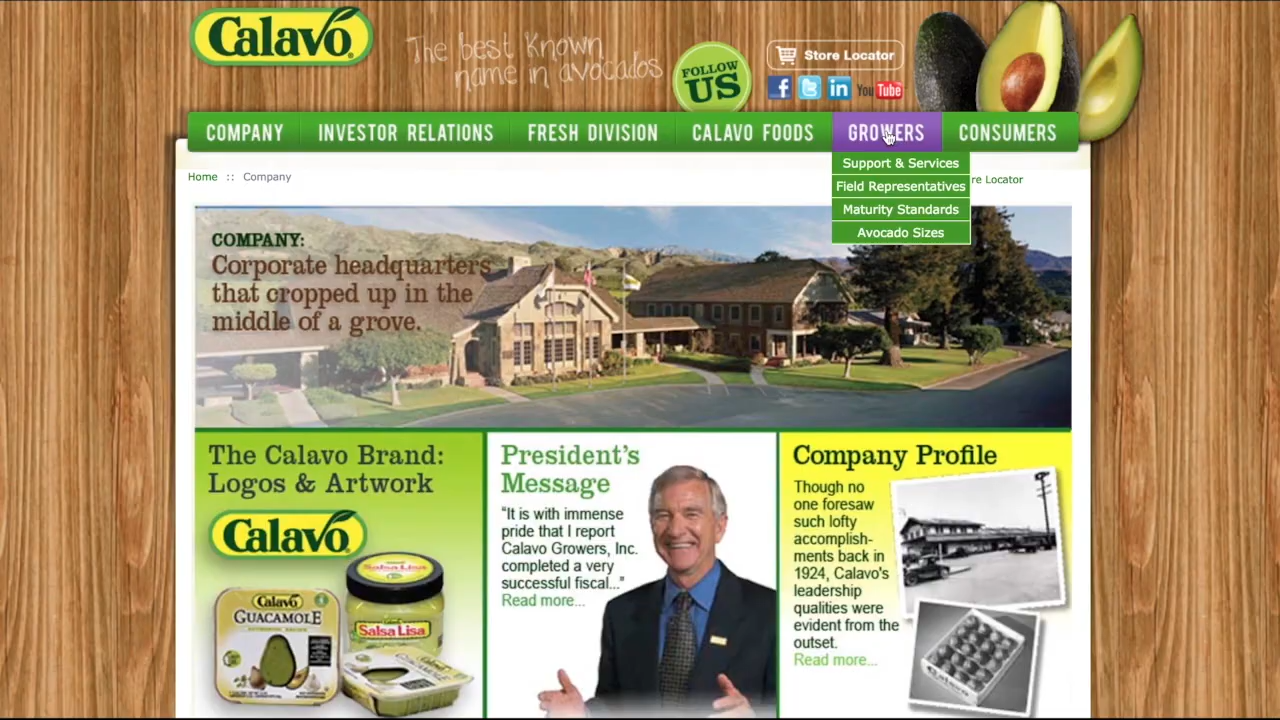 Calavo
The best known
name in avocados
FOLLOW
US
Store Locator
You Tube
COMPANY
INVESTOR RELATIONS
FRESH DIVISION
CALAVO FOODS
GROWERS
CONSUMERS
Support & Services
Field Representatives
Maturity Standards
Avocado Sizes
Home :: Company
re Locator
COMPANY:
Corporate headquarters
that cropped up in the
middle of a grove.
The Calavo Brand:
Logos & Artwork
Calavo
Salsa Lisa
Calavo
GUACAMOLE
Salsa Lisa
Calavo
President's
Message
“It is with immense
pride that I report
Calavo Growers, Inc.
completed a very
successful fiscal...”
Read more...
Company Profile
Though no
one foresaw
such lofty
accomplish-
ments back in
1924, Calavo's
leadership
qualities were
evident from the
outset.
Read more...
Calavo